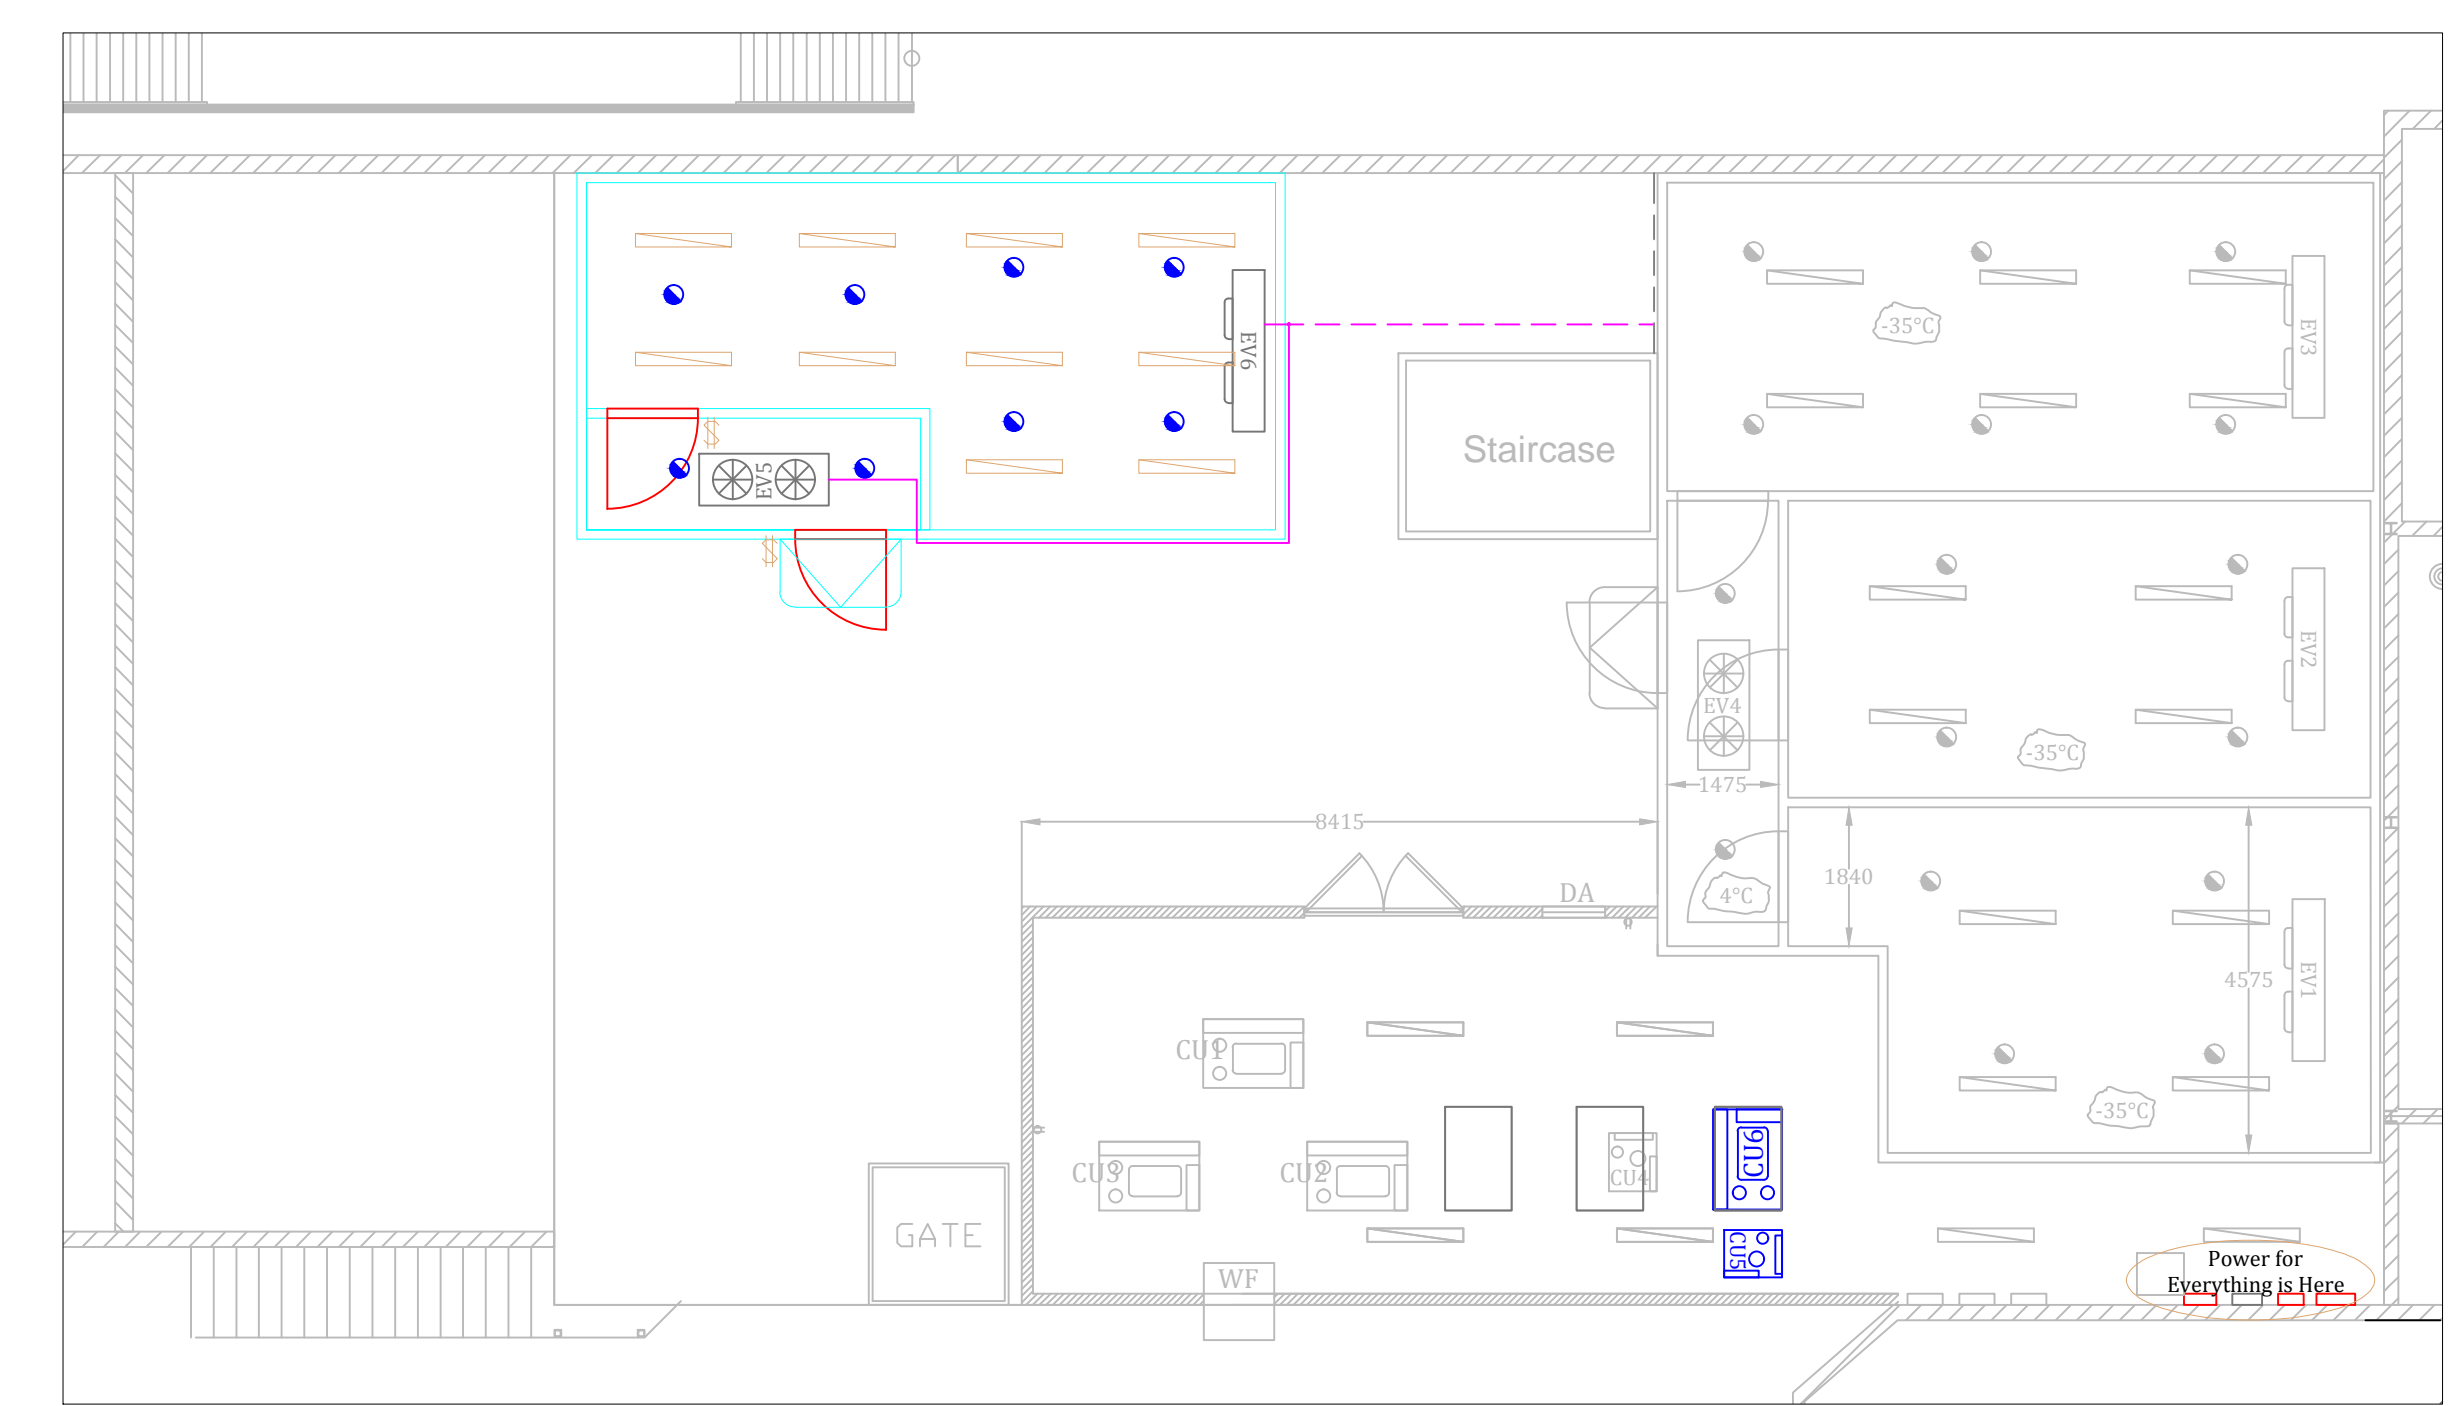 -35°C
EV3
EV6
Staircase
EV5
$
$
-35°C
EV2
EV4
1475
8415
1840
4°C
DA
4575
EV1
-35°C
CU1
CU3
CU2
CU4
CU6
CU5
GATE
WF
Power for
Everything is Here